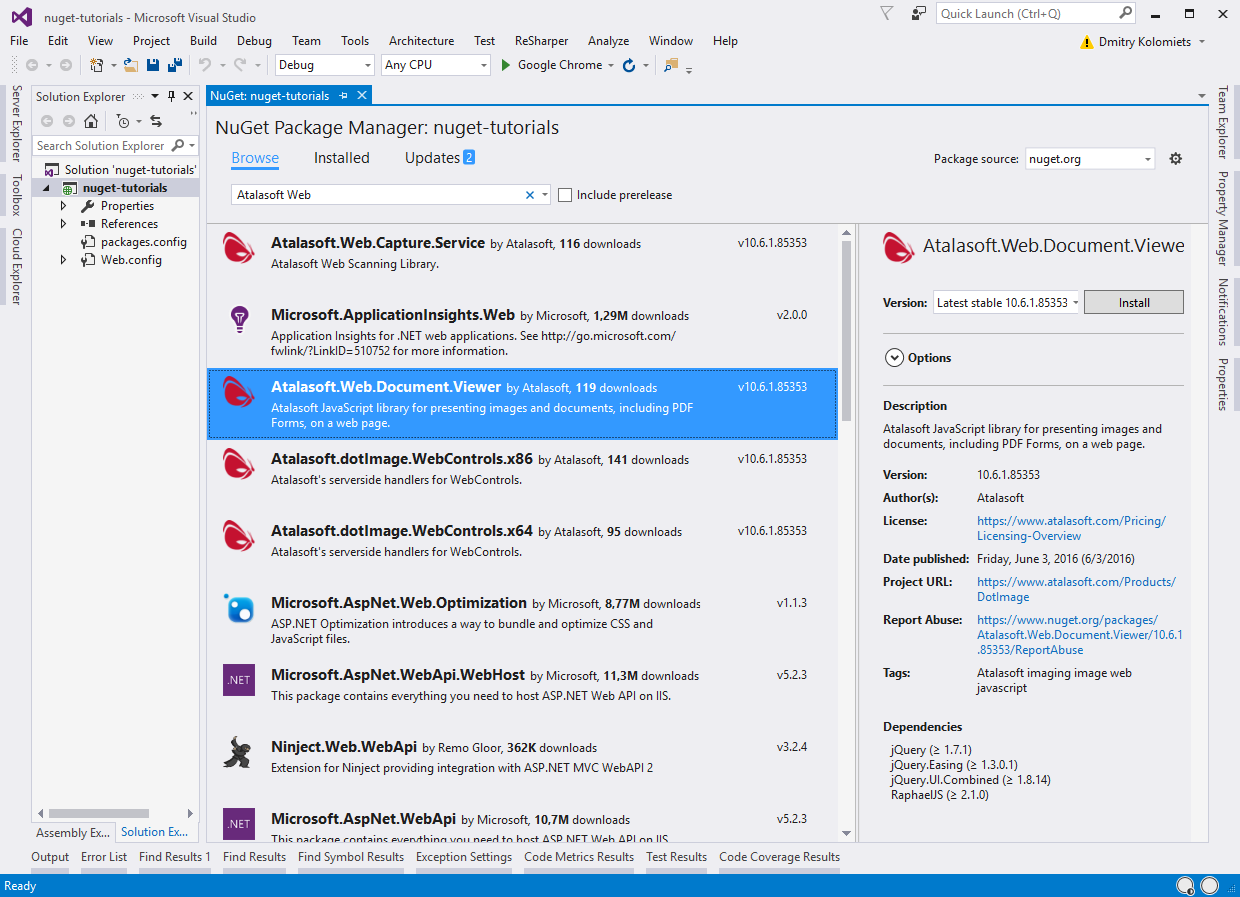 nuget-tutorials - Microsoft Visual Studio
Quick Launch (Ctrl+Q)
File Edit View Project Build Debug Team Tools Architecture Test ReSharper Analyze Window Help
Dmitry Kolomiets
Debug
Any CPU
Google Chrome
Server Explorer
Toolbox
Cloud Explorer
Solution Explorer
Search Solution Explorer
Solution 'nuget-tutorials'
nuget-tutorials
Properties
References
packages.config
Web.config
Assembly Ex...
Solution Ex...
NuGet: nuget-tutorials
NuGet Package Manager: nuget-tutorials
Browse
Installed
Updates 2
Package source: nuget.org
Atalasoft Web
Include prerelease
Atalasoft.Web.Capture.Service by Atalasoft, 116 downloads v10.6.1.85353
Atalasoft Web Scanning Library.
Microsoft.ApplicationInsights.Web by Microsoft, 1,29M downloads v2.0.0
Application Insights for .NET web applications. See http://go.microsoft.com/
fwlink/?LinkID=510752 for more information.
Atalasoft.Web.Document.Viewer by Atalasoft, 119 downloads v10.6.1.85353
Atalasoft JavaScript library for presenting images and documents, including PDF
Forms, on a web page.
Atalasoft.dotImage.WebControls.x86 by Atalasoft, 141 downloads v10.6.1.85353
Atalasoft's serverside handlers for WebControls.
Atalasoft.dotImage.WebControls.x64 by Atalasoft, 95 downloads v10.6.1.85353
Atalasoft's serverside handlers for WebControls.
Microsoft.AspNet.Web.Optimization by Microsoft, 8,77M downloads v1.1.3
ASP.NET Optimization introduces a way to bundle and optimize CSS and
JavaScript files.
.NET
Microsoft.AspNet.WebApi.WebHost by Microsoft, 11,3M downloads v5.2.3
This package contains everything you need to host ASP.NET Web API on IIS.
Ninject.Web.WebApi by Remo Gloor, 362K downloads v3.2.4
Extension for Ninject providing integration with ASP.NET MVC WebAPI 2
.NET
Microsoft.AspNet.WebApi by Microsoft, 10,7M downloads v5.2.3
This package contains everything you need to host ASP.NET Web API on IIS.
Atalasoft.Web.Document.Viewe
Version: Latest stable 10.6.1.85353
Install
Options
Description
Atalasoft JavaScript library for presenting images and
documents, including PDF Forms, on a web page.
Version: 10.6.1.85353
Author(s): Atalasoft
License: https://www.atalasoft.com/Pricing/
Licensing-Overview
Date published: Friday, June 3, 2016 (6/3/2016)
Project URL: https://www.atalasoft.com/Products/
DotImage
Report Abuse: https://www.nuget.org/packages/
Atalasoft.Web.Document.Viewer/10.6.1
.85353/ReportAbuse
Tags: Atalasoft imaging image web
javascript
Dependencies
jQuery (≥ 1.7.1)
jQuery.Easing (≥ 1.3.0.1)
jQuery.UI.Combined (≥ 1.8.14)
RaphaelJS (≥ 2.1.0)
Team Explorer
Property Manager
Notifications
Properties
Output Error List Find Results 1 Find Results Find Symbol Results Exception Settings Code Metrics Results Test Results Code Coverage Results
Ready